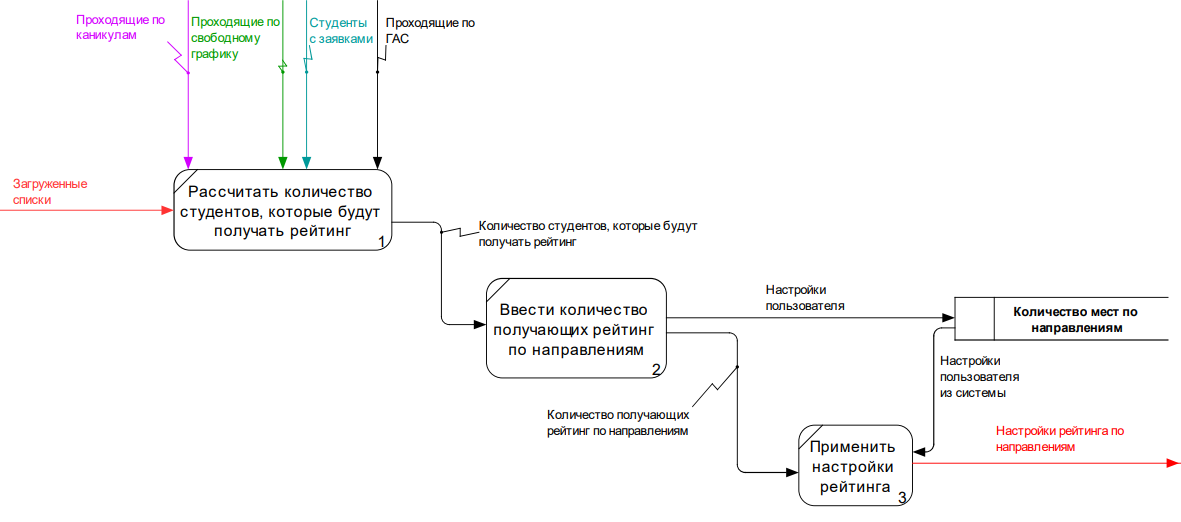 Проходящие по
каникулам
Проходящие по
свободному
графику
Студенты
с заявками
Проходящие по
ГАС
Загруженные
списки
Рассчитать количество
студентов, которые будут
получать рейтинг
1
Количество студентов, которые будут
получать рейтинг
Ввести количество
получающих рейтинг
по направлениям
2
Настройки
пользователя
Количество мест по
направлениям
Настройки
пользователя
из системы
Количество получающих
рейтинг по направлениям
Применить
настройки
рейтинга
3
Настройки рейтинга по
направлениям